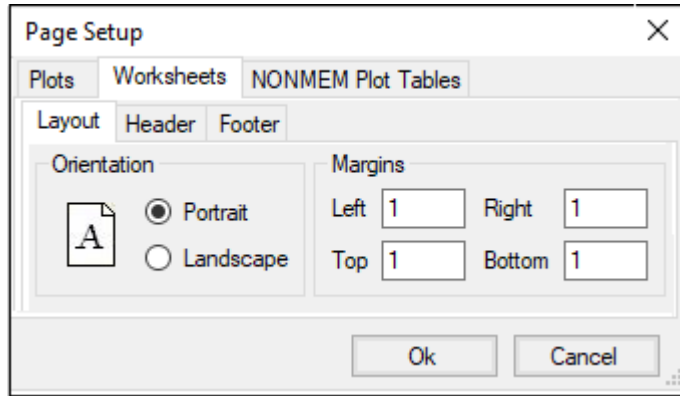 Page Setup
Plots Worksheets NONMEM Plot Tables
Layout Header Footer
Orientation
A
Portrait
Landscape
Margins
Left 1 Right 1
Top 1 Bottom 1
Ok Cancel